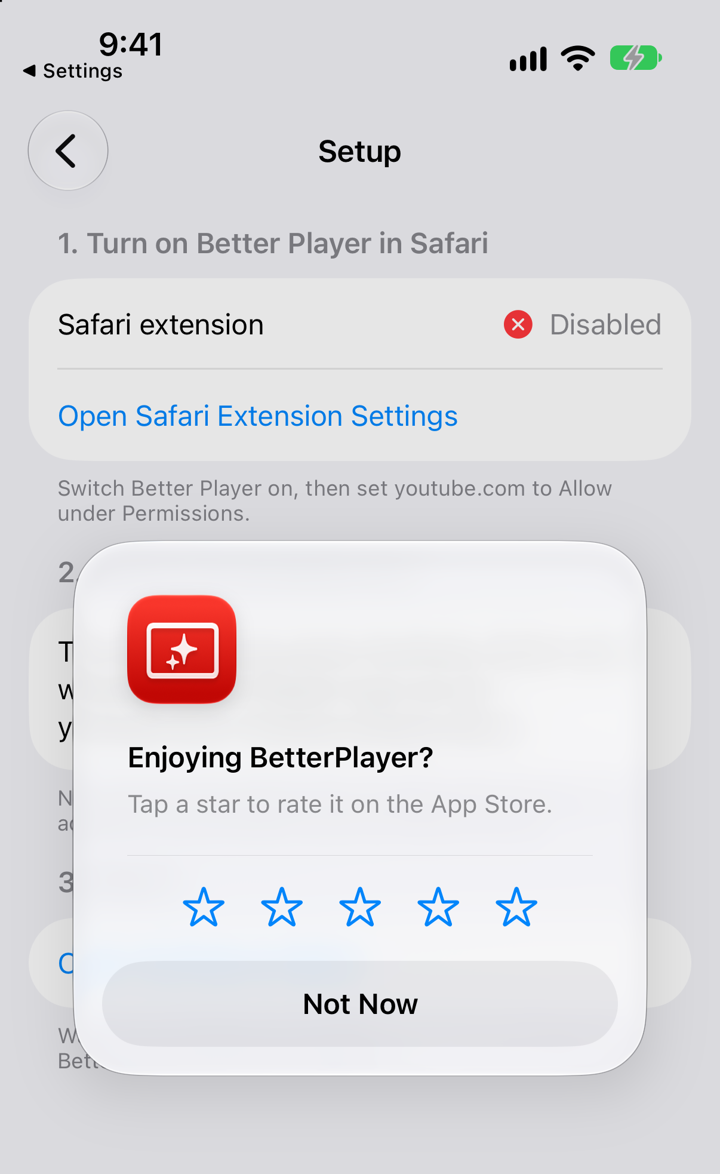 9:41
Settings
Setup
1. Turn on Better Player in Safari
Safari extension
Disabled
Open Safari Extension Settings
Switch Better Player on, then set youtube.com to Allow
under Permissions.
2.
Enjoying BetterPlayer?
Tap a star to rate it on the App Store.
3
Not Now